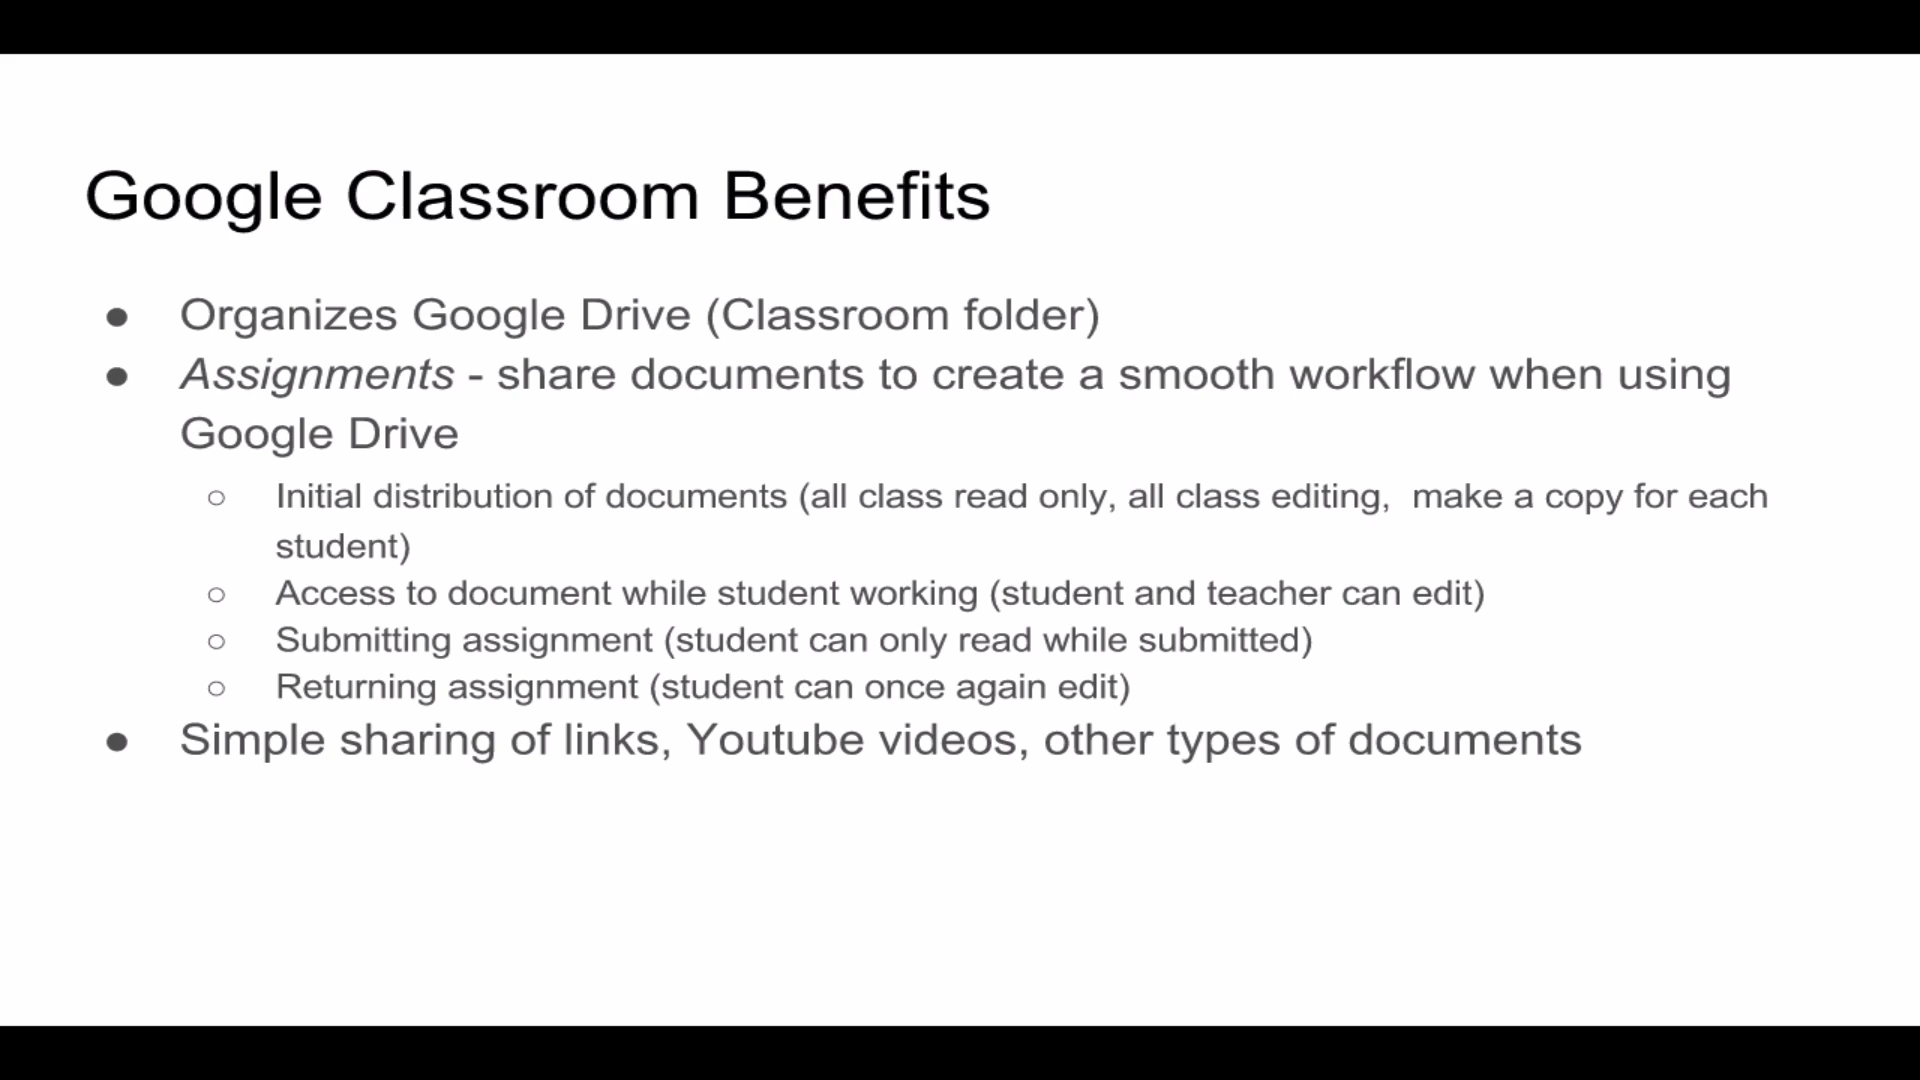 Google Classroom Benefits
● Organizes Google Drive (Classroom folder)
● Assignments - share documents to create a smooth workflow when using
Google Drive
○ Initial distribution of documents (all class read only, all class editing,  make a copy for each
student)
○ Access to document while student working (student and teacher can edit)
○ Submitting assignment (student can only read while submitted)
○ Returning assignment (student can once again edit)
● Simple sharing of links, Youtube videos, other types of documents